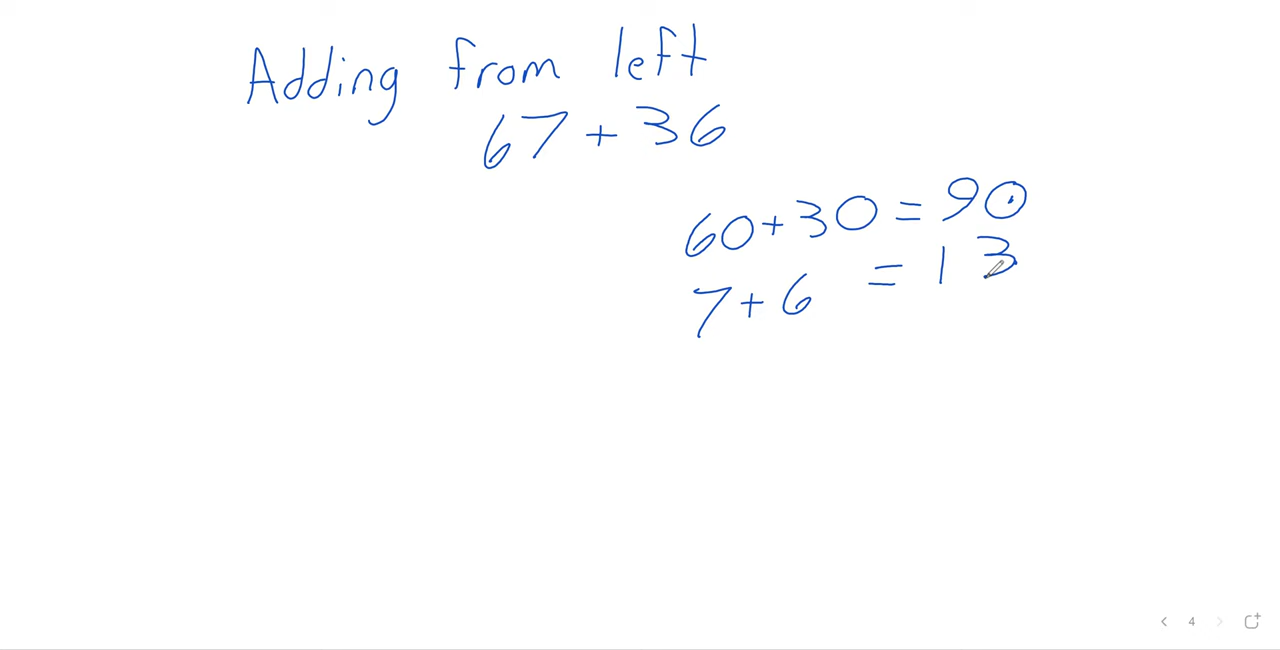 Adding from left
67 + 36
60 + 30 = 90
7 + 6 = 13
4